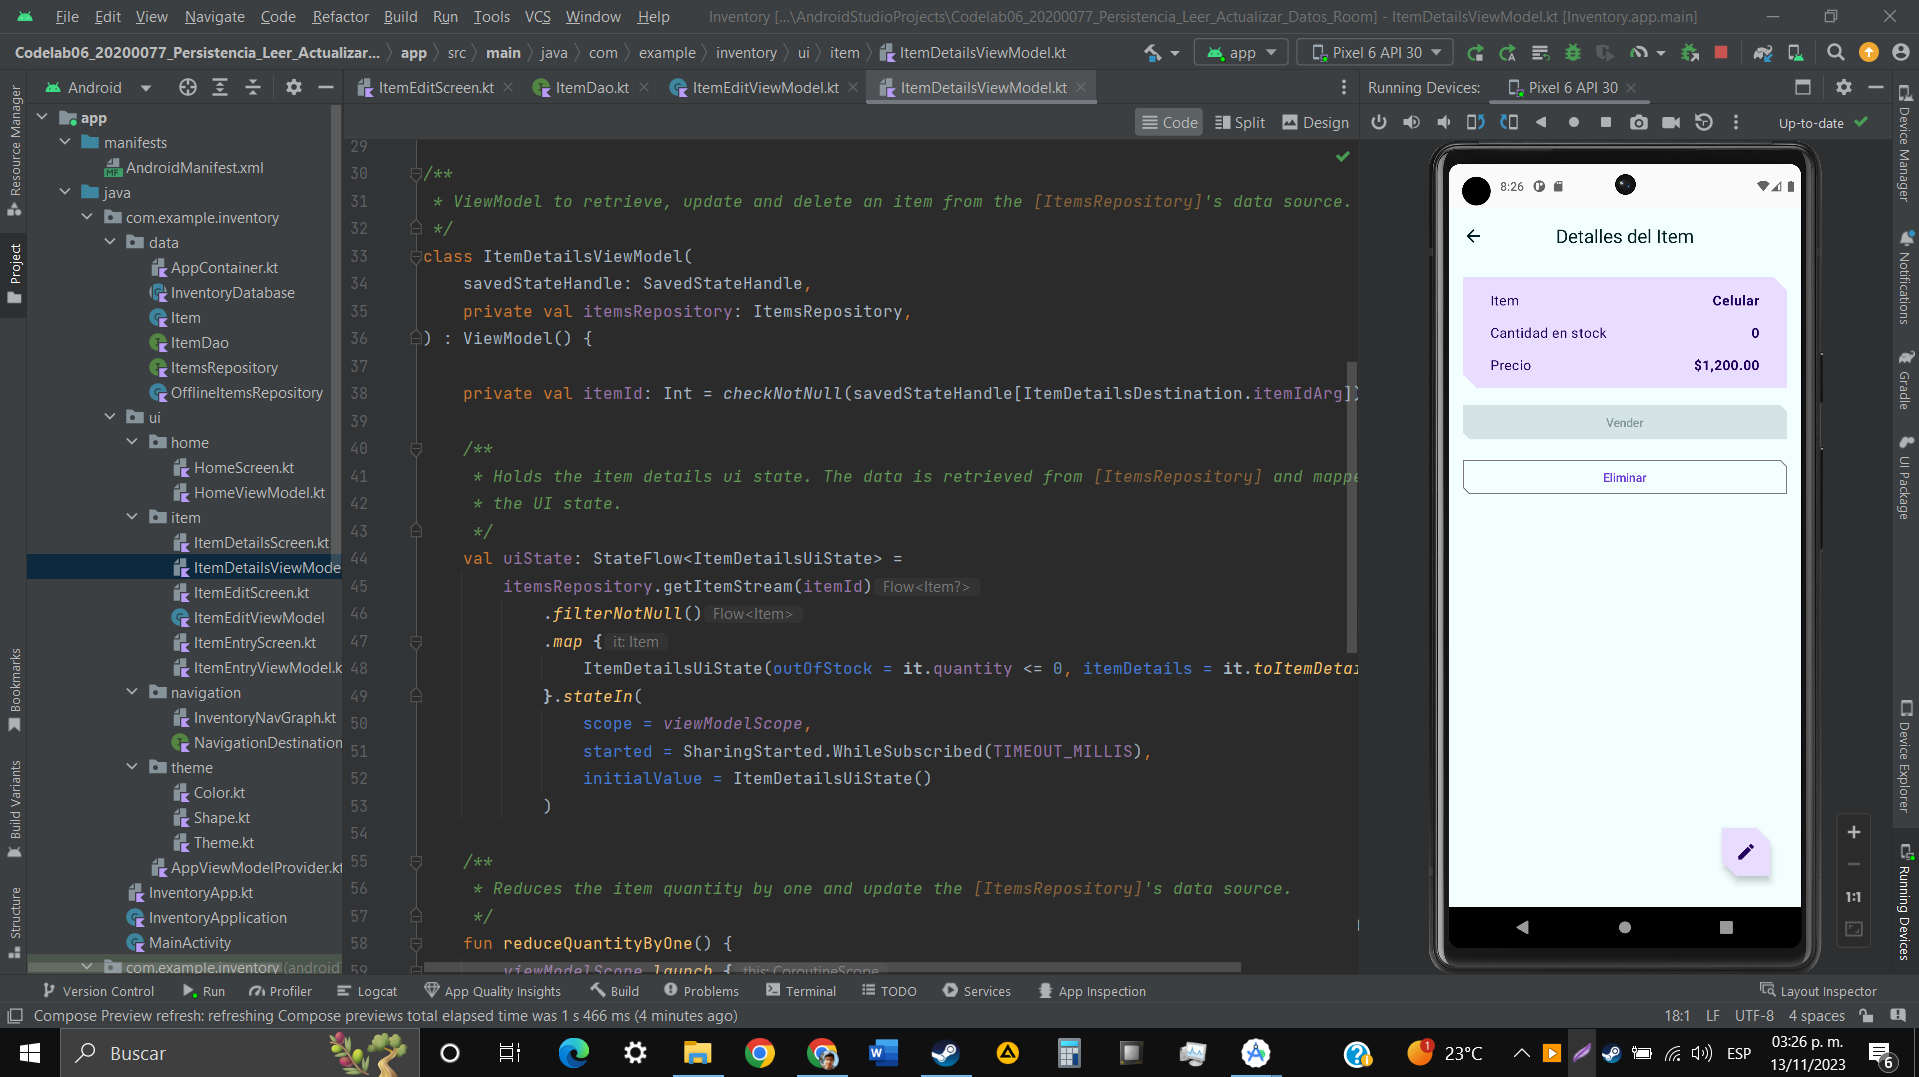 File Edit View Navigate Code Refactor Build Run Tools VCS Window Help Inventory [...\AndroidStudioProjects\Codelab06_20200077_Persistencia_Leer_Actualizar_Datos_Room] - ItemDetailsViewModel.kt [Inventory.app.main]
Codelab06_20200077_Persistencia_Leer_Actualizar... app src main java com example inventory ui item ItemDetailsViewModel.kt app Pixel 6 API 30
Android ItemEditScreen.kt ItemDao.kt ItemEditViewModel.kt ItemDetailsViewModel.kt Running Devices: Pixel 6 API 30
Code Split Design Up-to-date
Resource Manager
Project
Bookmarks
Build Variants
Structure
app
manifests
AndroidManifest.xml
java
com.example.inventory
data
AppContainer.kt
InventoryDatabase
Item
ItemDao
ItemsRepository
OfflineItemsRepository
ui
home
HomeScreen.kt
HomeViewModel.kt
item
ItemDetailsScreen.kt
ItemDetailsViewMode
ItemEditScreen.kt
ItemEditViewModel
ItemEntryScreen.kt
ItemEntryViewModel.k
navigation
InventoryNavGraph.kt
NavigationDestination
theme
Color.kt
Shape.kt
Theme.kt
AppViewModelProvider.kt
InventoryApp.kt
InventoryApplication
MainActivity
com.example.inventory (android
29
30 /**
31 * ViewModel to retrieve, update and delete an item from the [ItemsRepository]'s data source.
32 */
33 class ItemDetailsViewModel(
34 savedStateHandle: SavedStateHandle,
35 private val itemsRepository: ItemsRepository,
36 ) : ViewModel() {
37
38 private val itemId: Int = checkNotNull(savedStateHandle[ItemDetailsDestination.itemIdArg])
39
40 /**
41 * Holds the item details ui state. The data is retrieved from [ItemsRepository] and mappe
42 * the UI state.
43 */
44 val uiState: StateFlow<ItemDetailsUiState> =
45 itemsRepository.getItemStream(itemId) Flow<Item?>
46 .filterNotNull() Flow<Item>
47 .map { it: Item
48 ItemDetailsUiState(outOfStock = it.quantity <= 0, itemDetails = it.toItemDetai
49 }.stateIn(
50 scope = viewModelScope,
51 started = SharingStarted.WhileSubscribed(TIMEOUT_MILLIS),
52 initialValue = ItemDetailsUiState()
53 )
54
55 /**
56 * Reduces the item quantity by one and update the [ItemsRepository]'s data source.
57 */
58 fun reduceQuantityByOne() {
59 viewModelScope.launch { this: CoroutineScope
8:26
Detalles del Item
Item Celular
Cantidad en stock 0
Precio $1,200.00
Vender
Eliminar
1:1
Device Manager
Notifications
Gradle
UI Package
Device Explorer
Running Devices
Version Control Run Profiler Logcat App Quality Insights Build Problems Terminal TODO Services App Inspection Layout Inspector
Compose Preview refresh: refreshing Compose previews total elapsed time was 1 s 466 ms (4 minutes ago) 18:1 LF UTF-8 4 spaces
Buscar 1 23°C ESP 03:26 p. m.
13/11/2023 6